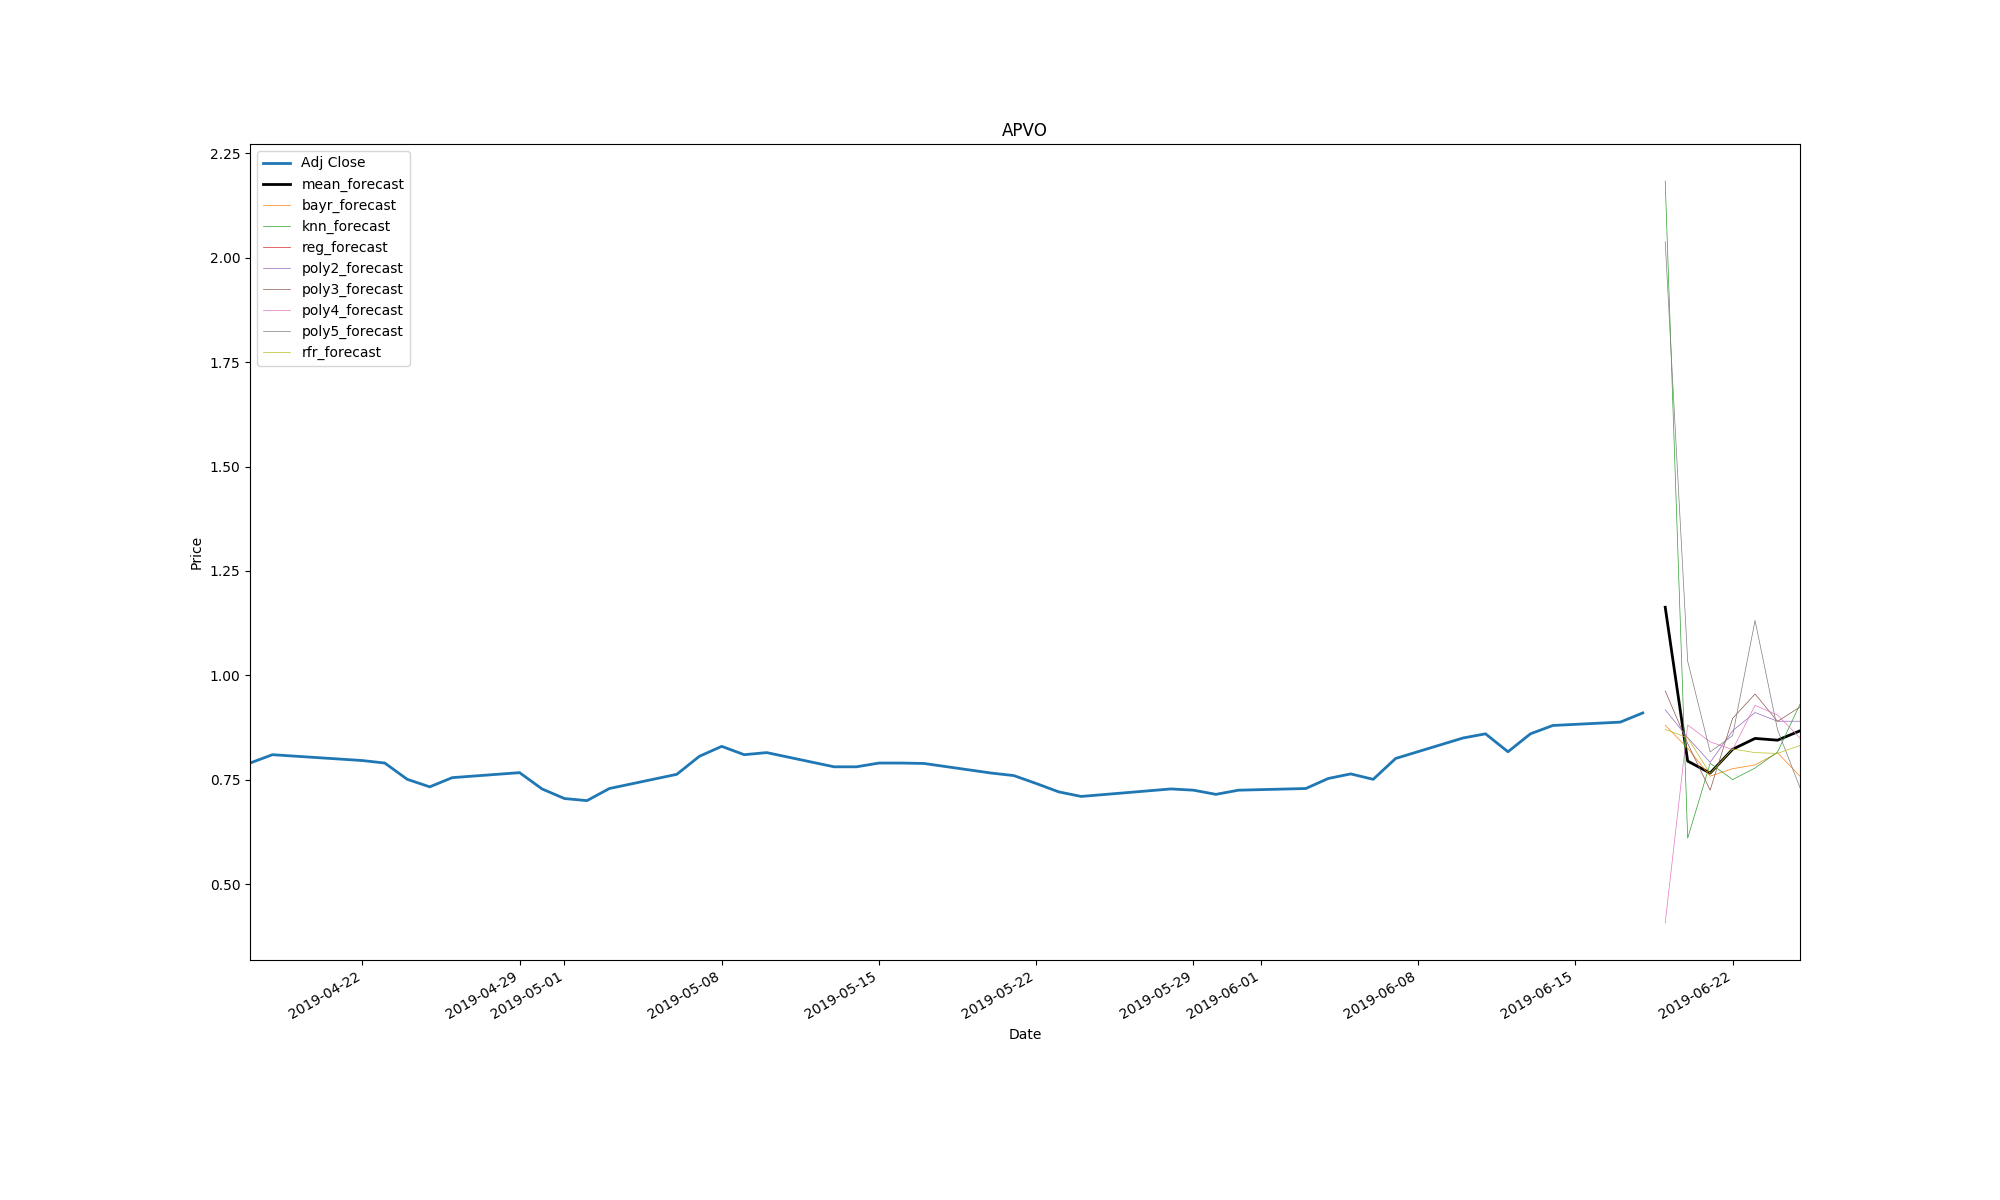 APVO
2.25
2.00
1.75
1.50
1.25
1.00
0.75
0.50
Price
Adj Close
mean_forecast
bayr_forecast
knn_forecast
reg_forecast
poly2_forecast
poly3_forecast
poly4_forecast
poly5_forecast
rfr_forecast
2019-04-22
2019-04-29
2019-05-01
2019-05-08
2019-05-15
2019-05-22
2019-05-29
2019-06-01
2019-06-08
2019-06-15
2019-06-22
Date